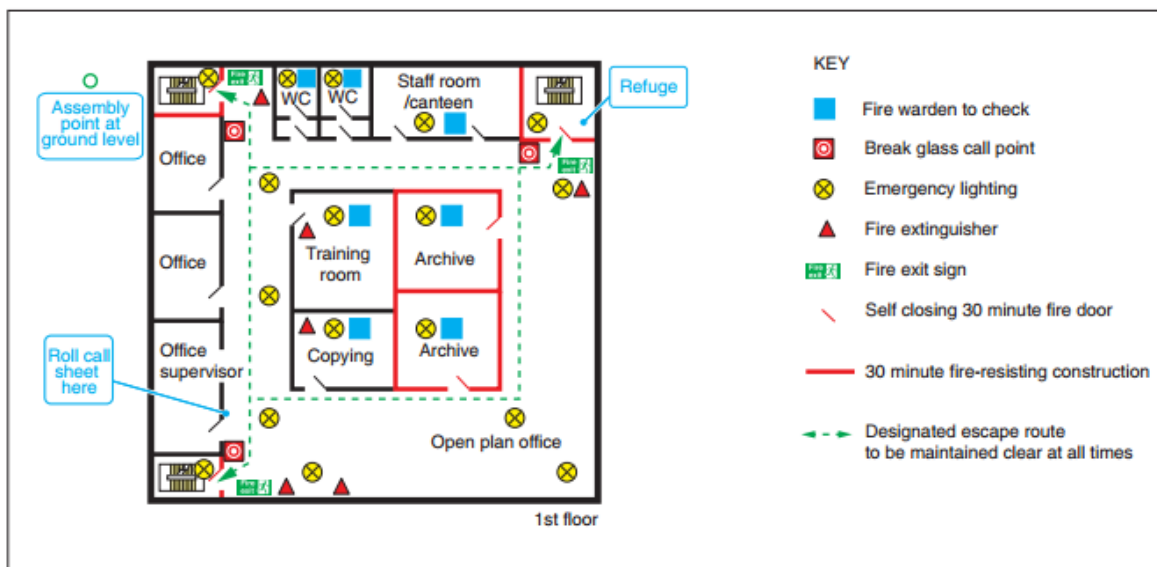 Assembly
point at
ground level
Fire
exit
WC
WC
Staff room
/canteen
Refuge
Office
Fire
exit
Office
Training
room
Archive
Roll call
sheet
here
Office
supervisor
Copying
Archive
Open plan office
Fire
exit
1st floor
KEY
Fire warden to check
Break glass call point
Emergency lighting
Fire extinguisher
Fire
exit
Fire exit sign
Self closing 30 minute fire door
30 minute fire-resisting construction
Designated escape route
to be maintained clear at all times